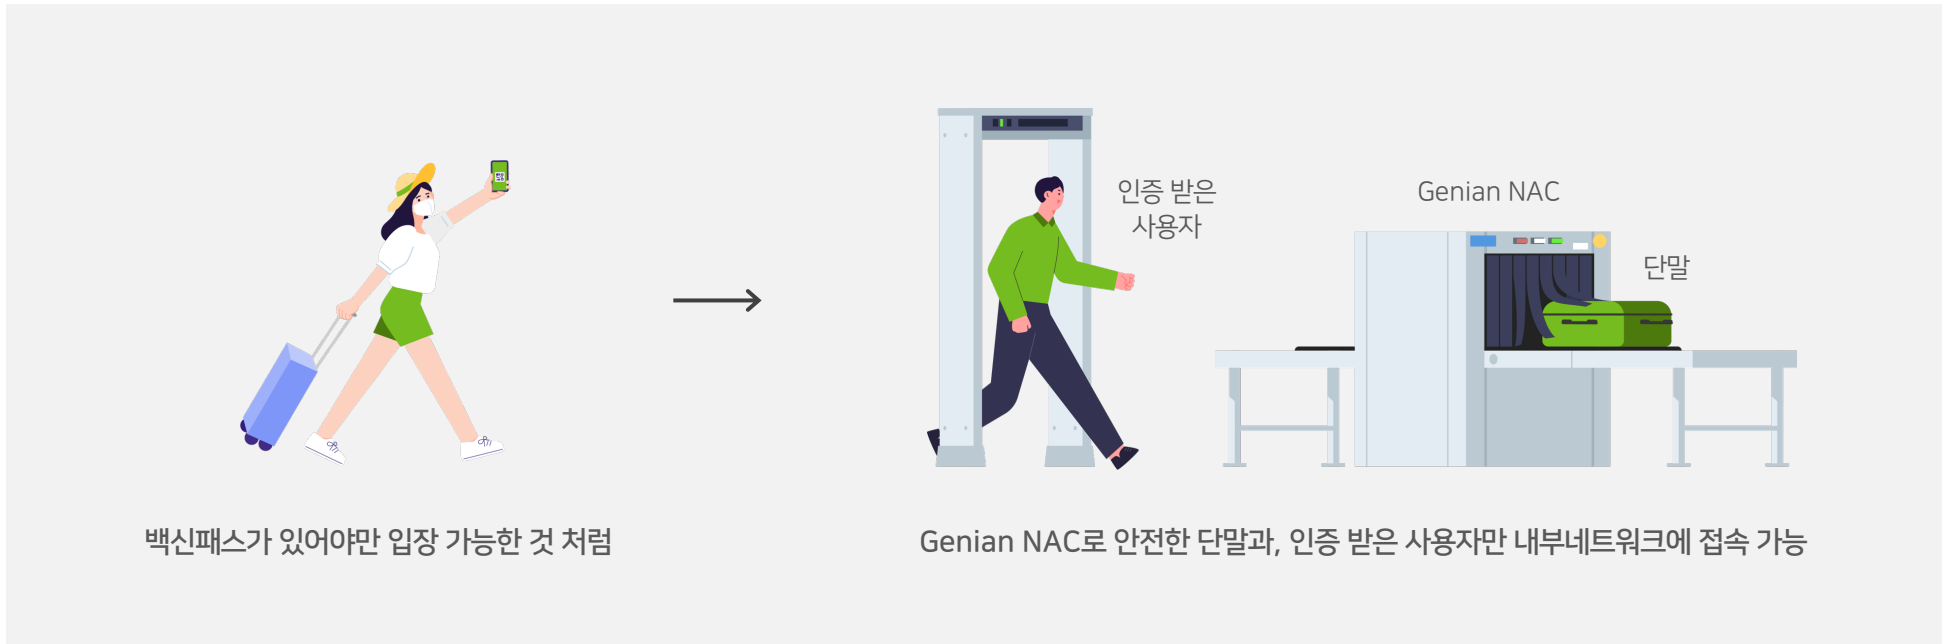 인증 받은
사용자
Genian NAC
단말
백신패스가 있어야만 입장 가능한 것 처럼
Genian NAC로 안전한 단말과, 인증 받은 사용자만 내부네트워크에 접속 가능